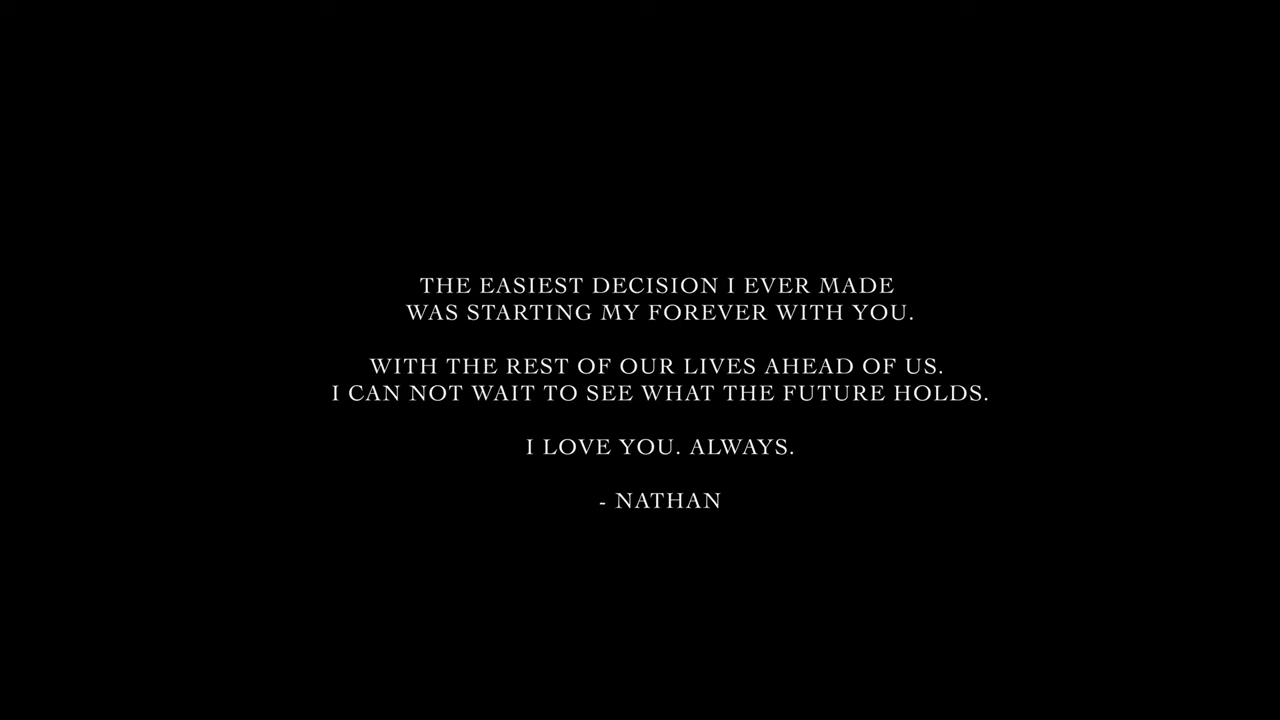 THE EASIEST DECISION I EVER MADE
WAS STARTING MY FOREVER WITH YOU.
WITH THE REST OF OUR LIVES AHEAD OF US.
I CAN NOT WAIT TO SEE WHAT THE FUTURE HOLDS.
I LOVE YOU. ALWAYS.
- NATHAN